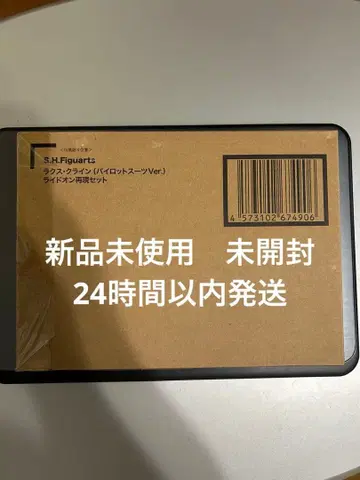 S.H.Figuarts
ラクス・クライン(パイロットスーツVer.)
ライドオン再現セット
4 573102 674906
新品未使用　未開封
24時間以内発送